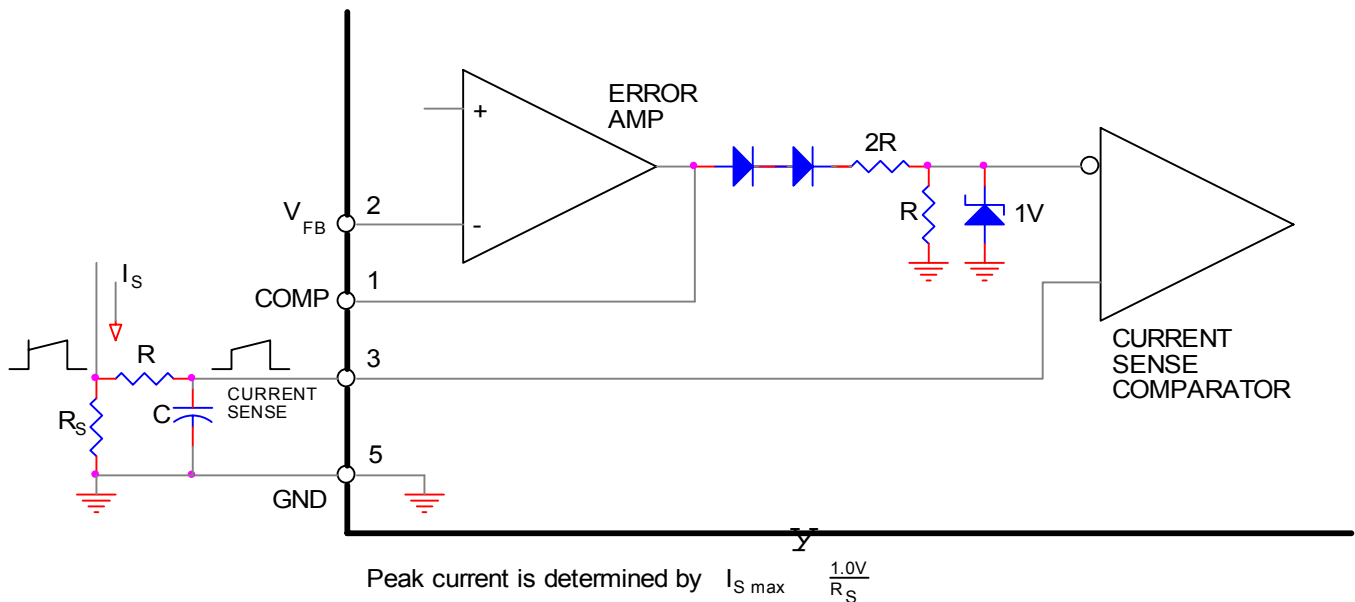 ERROR
AMP
+
-
2R
R
1V
V FB
2
COMP
1
I S
R
3
CURRENT
SENSE
R S
C
5
GND
CURRENT
SENSE
COMPARATOR
y
Peak current is determined by I S max 1.0V / R S